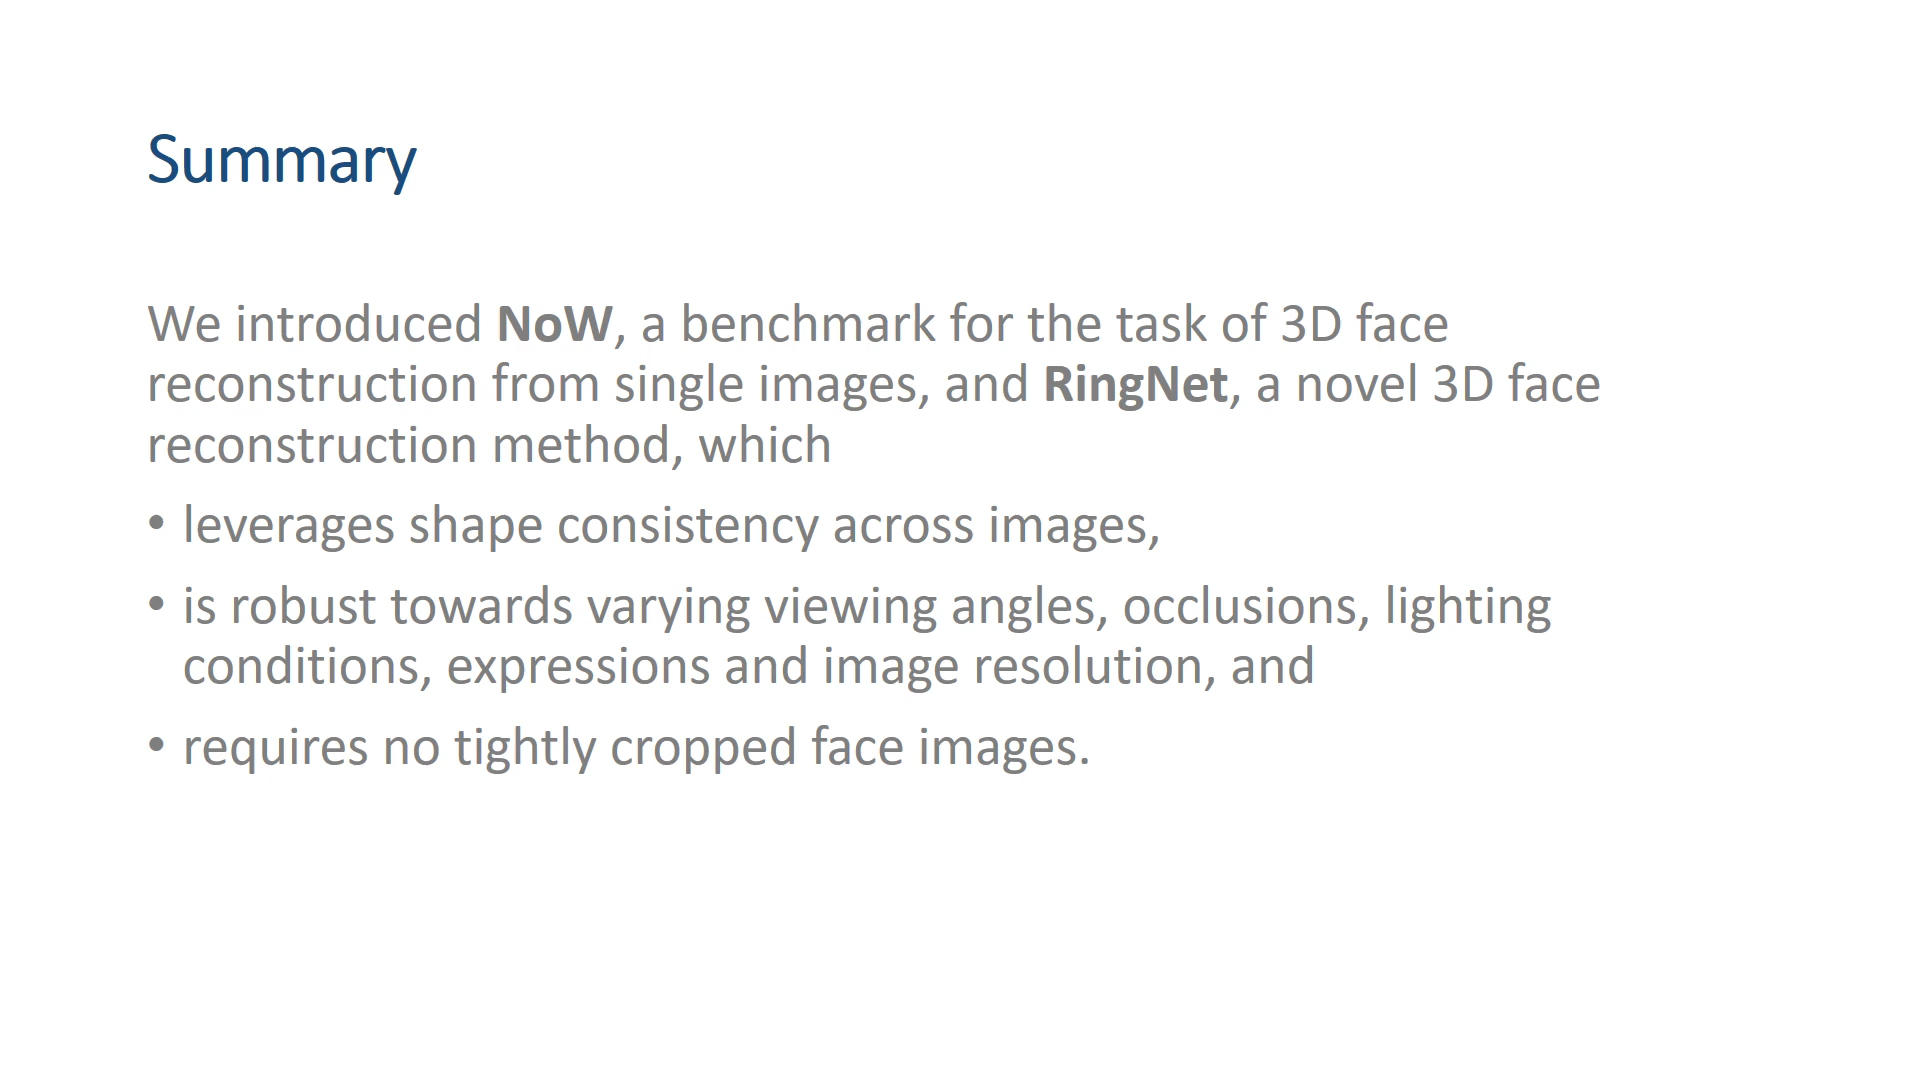 Summary
We introduced NoW, a benchmark for the task of 3D face
reconstruction from single images, and RingNet, a novel 3D face
reconstruction method, which
• leverages shape consistency across images,
• is robust towards varying viewing angles, occlusions, lighting
conditions, expressions and image resolution, and
• requires no tightly cropped face images.